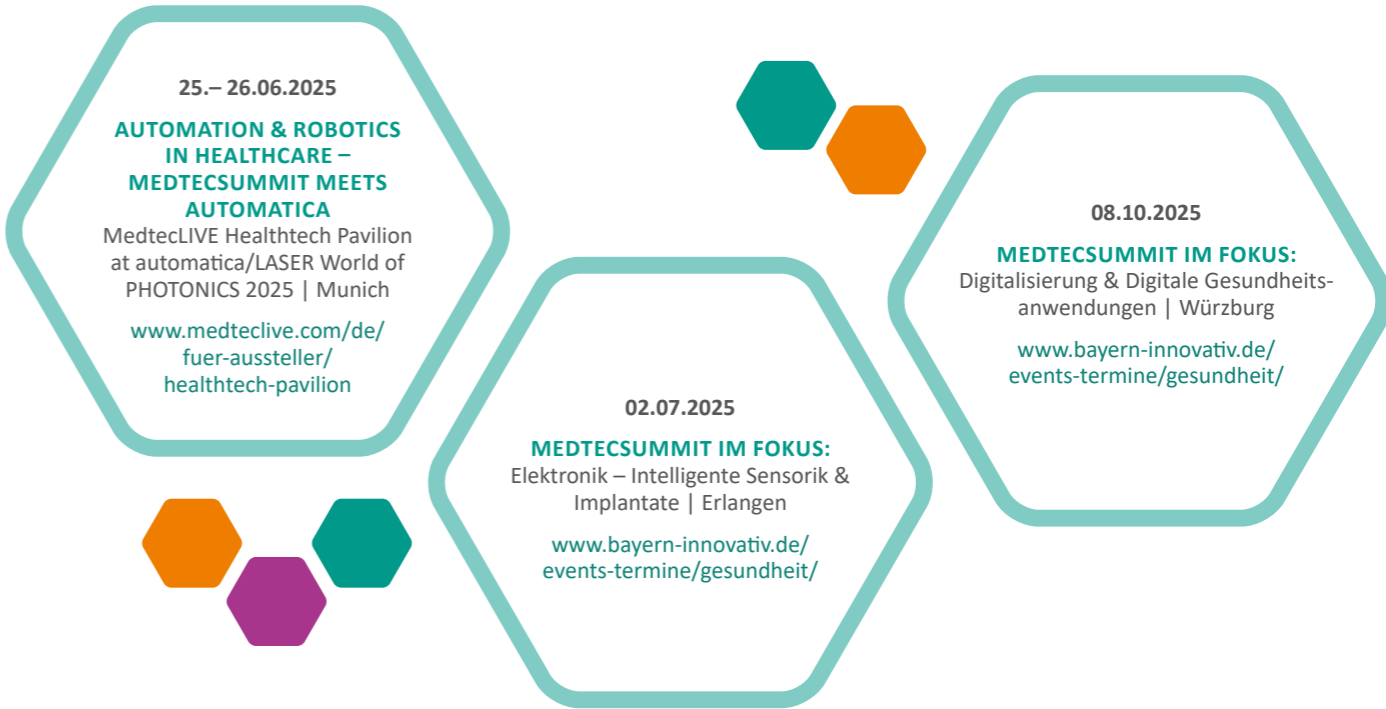 25.– 26.06.2025
AUTOMATION & ROBOTICS
IN HEALTHCARE –
MEDTECSUMMIT MEETS
AUTOMATICA
MedtecLIVE Healthtech Pavilion
at automatica/LASER World of
PHOTONICS 2025 | Munich
www.medteclive.com/de/
fuer-aussteller/
healthtech-pavilion
02.07.2025
MEDTECSUMMIT IM FOKUS:
Elektronik – Intelligente Sensorik &
Implantate | Erlangen
www.bayern-innovativ.de/
events-termine/gesundheit/
08.10.2025
MEDTECSUMMIT IM FOKUS:
Digitalisierung & Digitale Gesundheits-
anwendungen | Würzburg
www.bayern-innovativ.de/
events-termine/gesundheit/